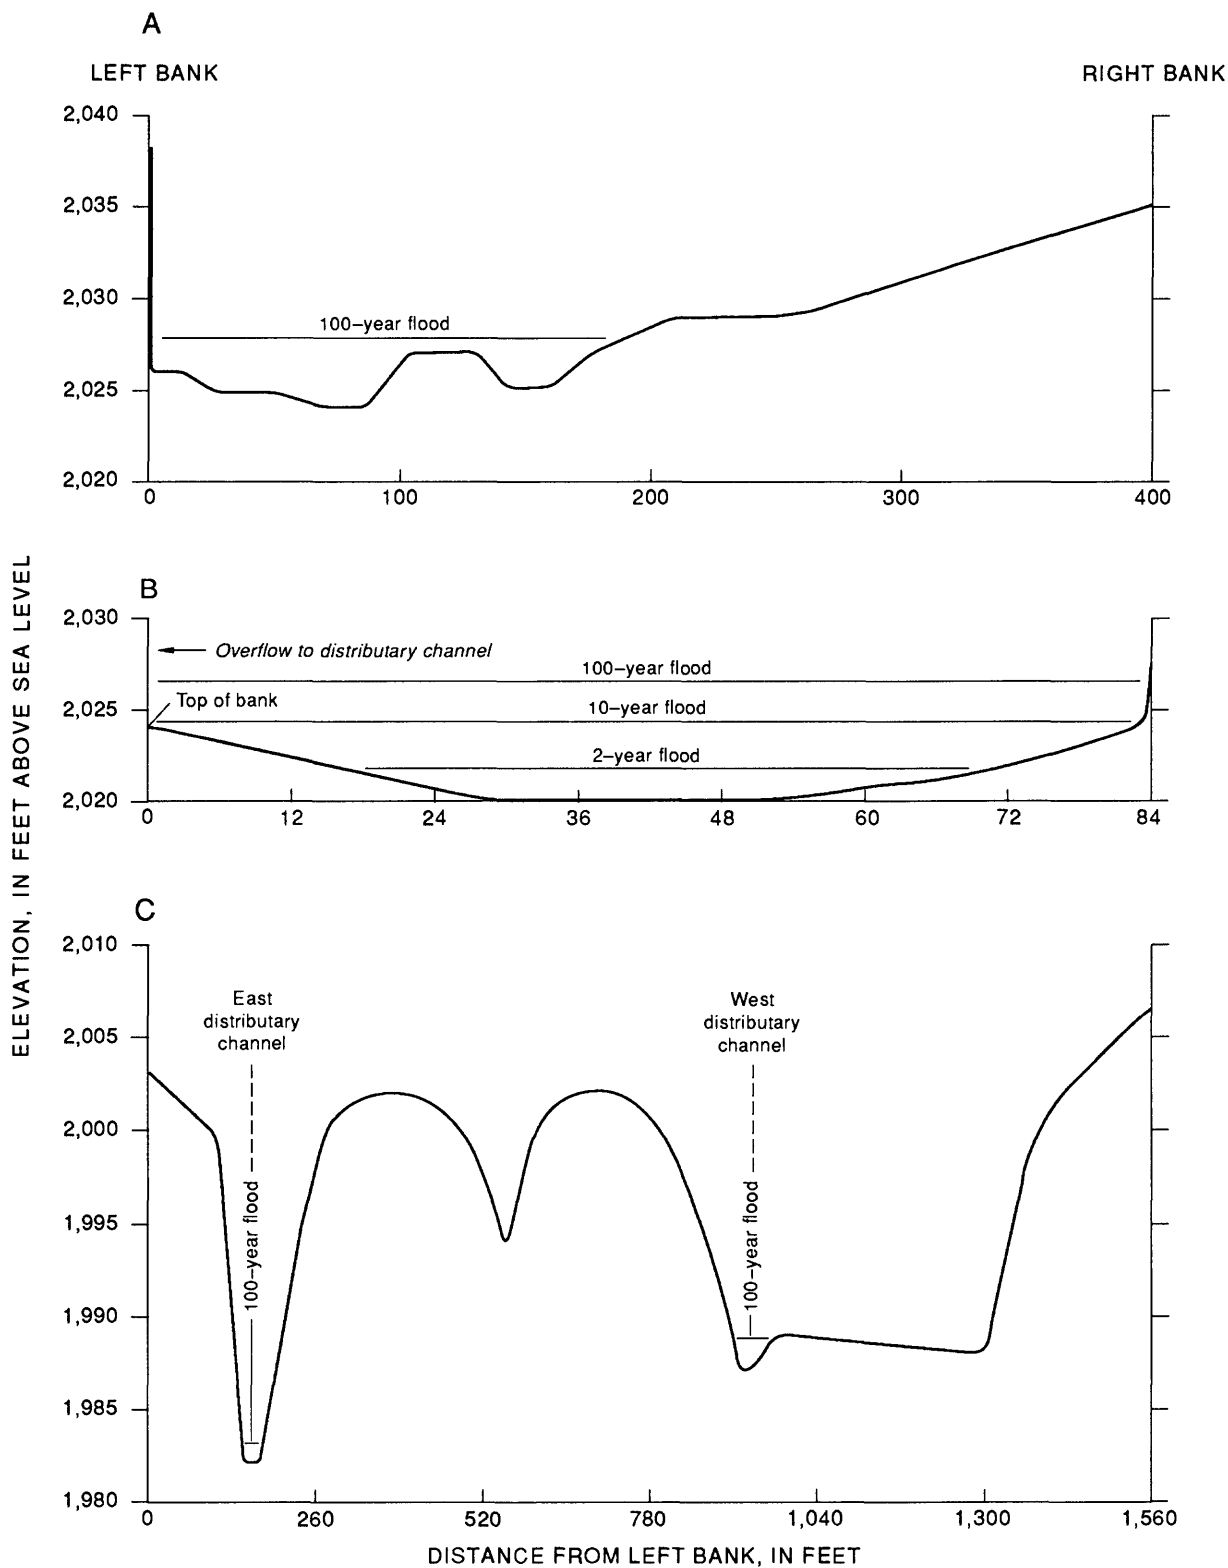 A
LEFT BANK
RIGHT BANK
2,040
2,035
2,030
100–year flood
2,025
2,020
0 100 200 300 400
ELEVATION, IN FEET ABOVE SEA LEVEL
B
2,030
Overflow to distributary channel
100–year flood
Top of bank
2,025
10–year flood
2–year flood
2,020
0 12 24 36 48 60 72 84
C
2,010
East
distributary
channel
West
distributary
channel
2,005
2,000
1,995
100–year flood
100–year flood
1,990
1,985
1,980
0 260 520 780 1,040 1,300 1,560
DISTANCE FROM LEFT BANK, IN FEET